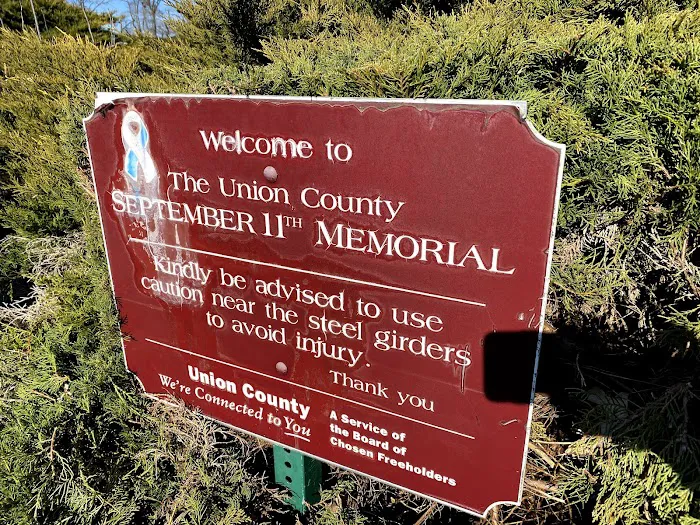 Welcome to
The Union County
SEPTEMBER 11TH MEMORIAL
Kindly be advised to use
caution near the steel girders
to avoid injury.
Thank you
Union County
We're Connected to You
A Service of
the Board of
Chosen Freeholders